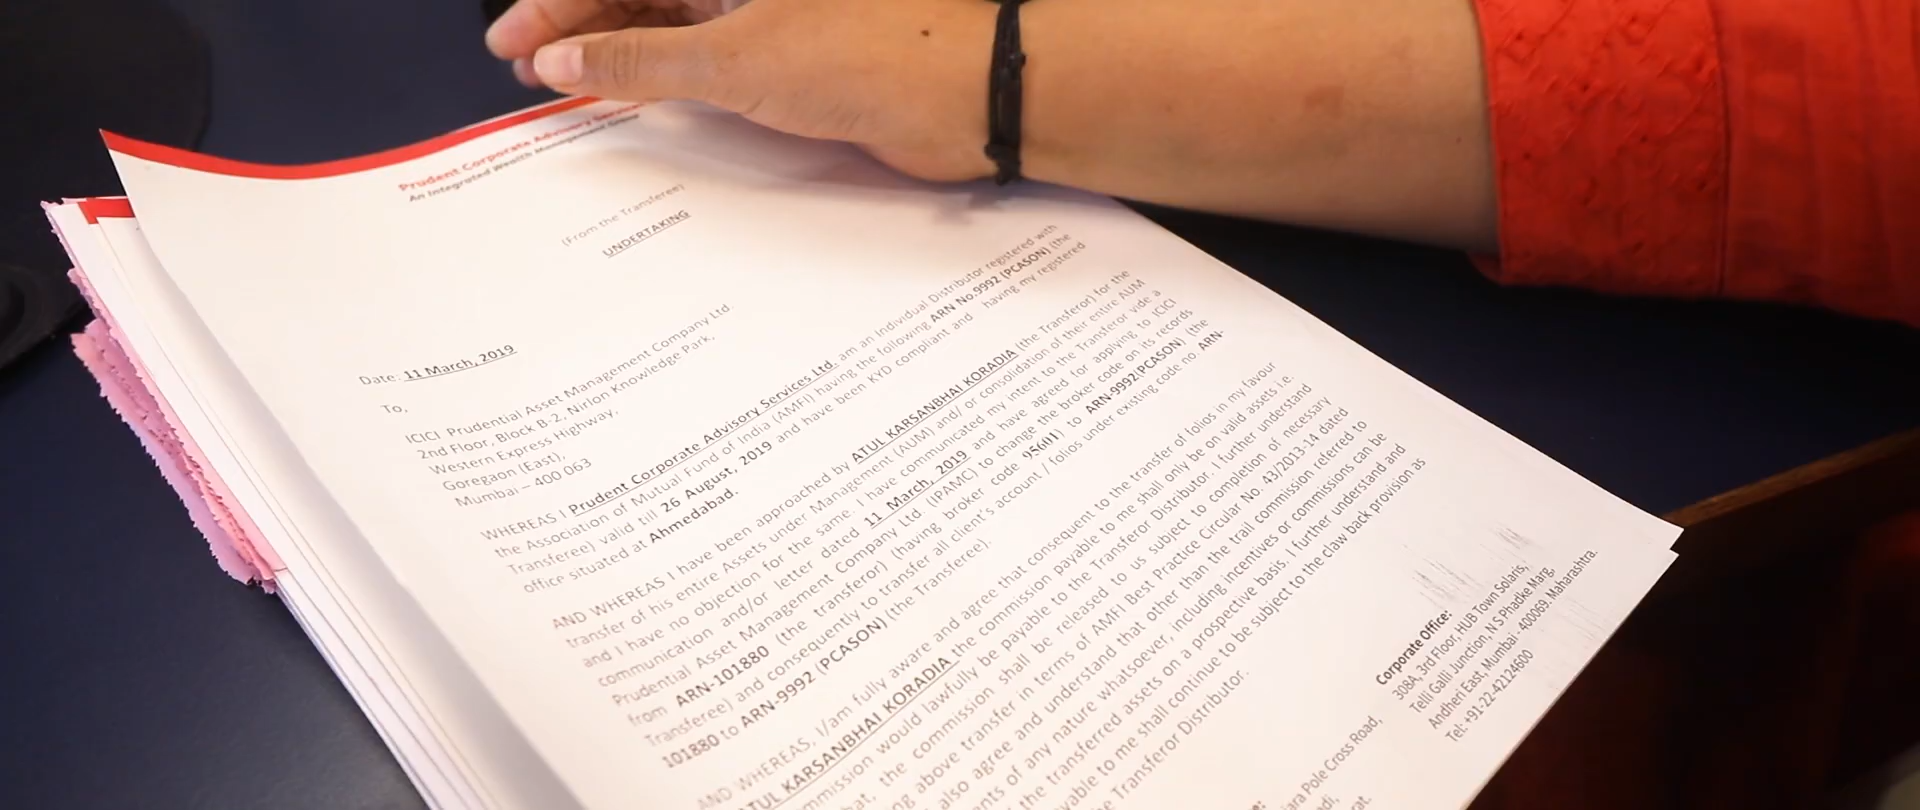 Prudent Corporate Advisory Services
An Integrated Wealth Management Group
(From the Transferee)
UNDERTAKING
Date: 11 March, 2019
To,
ICICI Prudential Asset Management Company Ltd.
2nd Floor, Block B-2, Nirlon Knowledge Park,
Western Express Highway,
Goregaon (East),
Mumbai – 400 063
WHEREAS I Prudent Corporate Advisory Services Ltd. am an Individual Distributor registered with
the Association of Mutual Fund of India (AMFI) having the following ARN No.9992 (PCASON) (the
Transferee) valid till 26 August, 2019 and have been KYD compliant and having my registered
office situated at Ahmedabad.
AND WHEREAS I have been approached by ATUL KARSANBHAI KORADIA (the Transferor) for the
transfer of his entire Assets under Management (AUM) and/ or consolidation of their entire AUM
and I have no objection for the same. I have communicated my intent to the Transferor vide a
communication and/or letter dated 11 March, 2019 and have agreed for applying to ICICI
Prudential Asset Management Company Ltd (IPAMC) to change the broker code on its records
from ARN-101880 (the transferor) (having broker code) to ARN-9992(PCASON) (the
Transferee) and consequently to transfer all client's account / folios under existing code no. ARN-
101880 to ARN-9992 (PCASON) (the Transferee).
AND WHEREAS, I/am fully aware and agree that consequent to the transfer of folios in my favour
ATUL KARSANBHAI KORADIA the commission payable to me shall only be on valid assets i.e.
mmission would lawfully be payable to the Transferor Distributor. I further understand
hat, the commission shall be released to us subject to completion of necessary
ng above transfer in terms of AMFI Best Practice Circular No. 43/2013-14 dated
also agree and understand that other than the trail commission referred to
ants of any nature whatsoever, including incentives or commissions can be
the transferred assets on a prospective basis. I further understand and
yable to me shall continue to be subject to the claw back provision as
he Transferor Distributor.
Corporate Office:
308A, 3rd Floor, HUB Town Solaris,
Telli Galli Junction, N S Phadke Marg,
Andheri East, Mumbai - 400069. Maharashtra.
Tel: +91-22-42124600
ara Pole Cross Road,